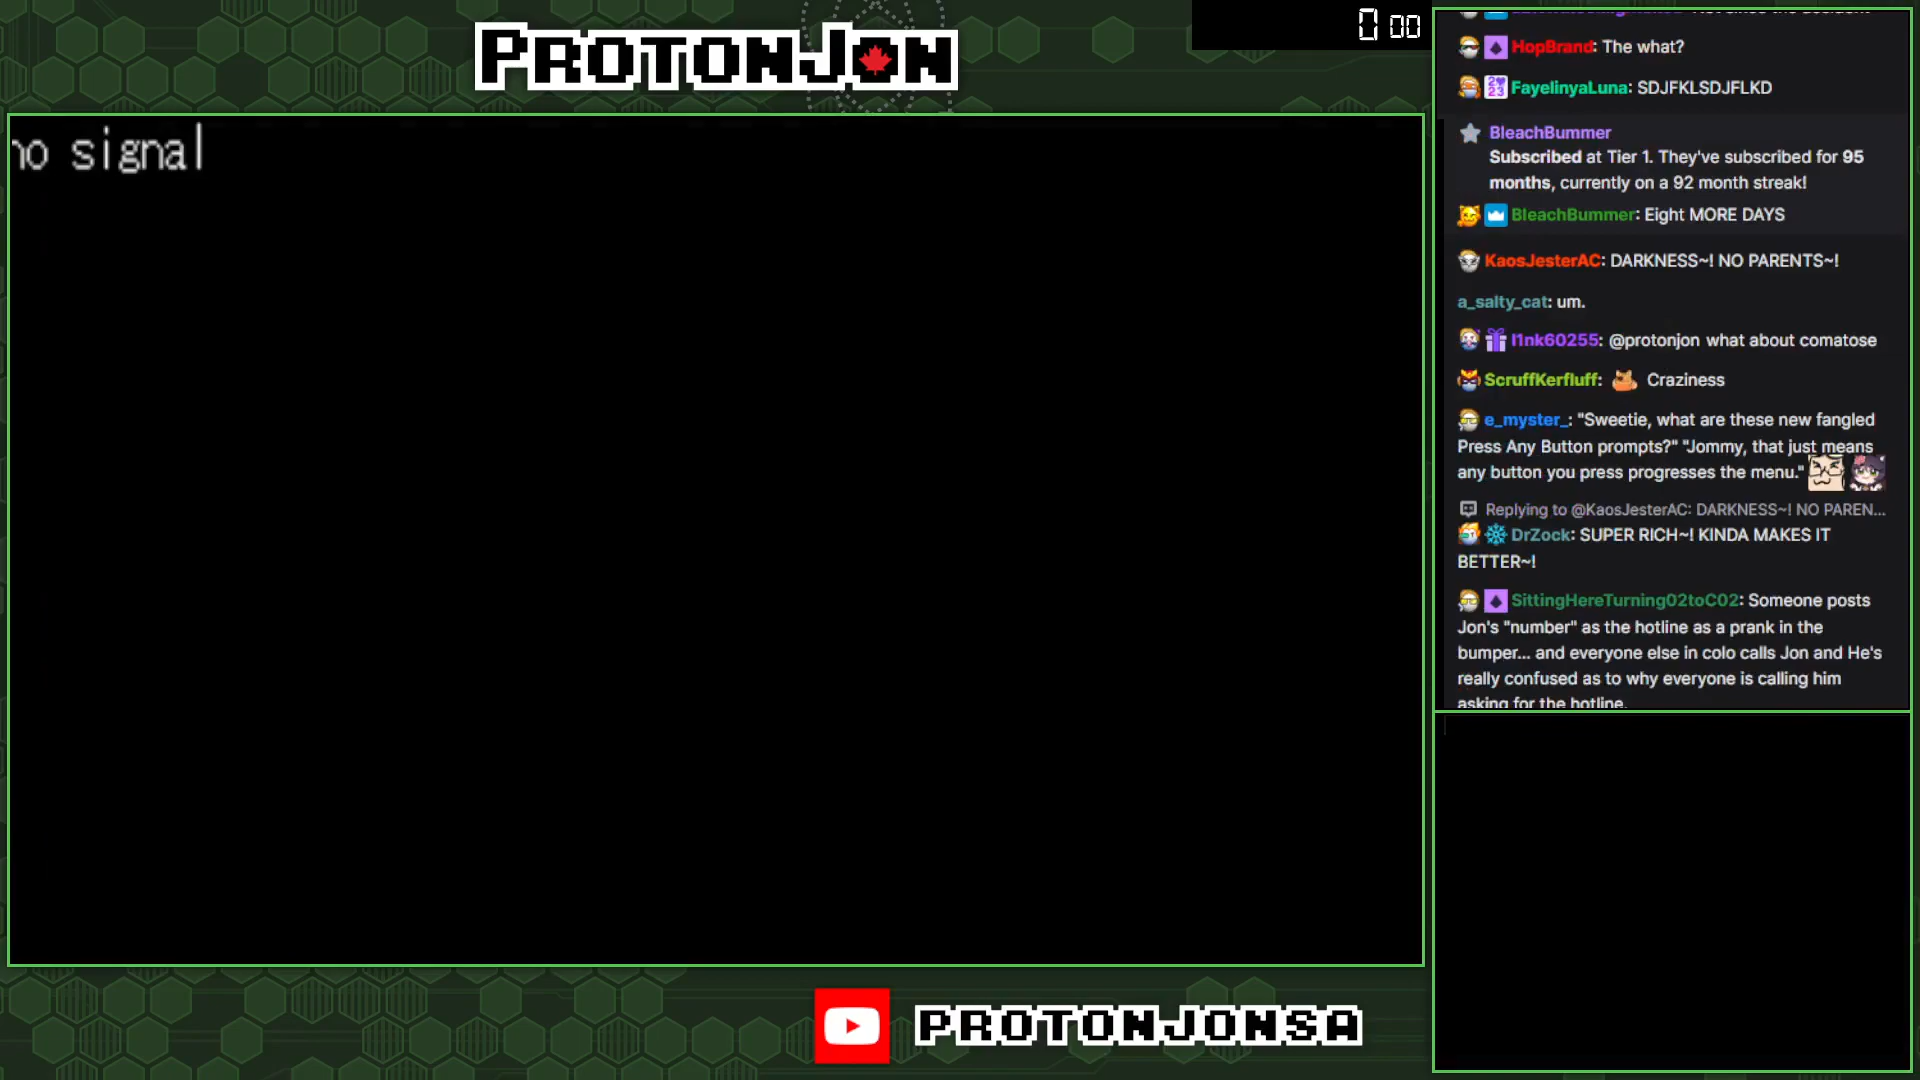 PROTONJON
0 00
no signal
HopBrand: The what?
FayelinyaLuna: SDJFKLSDJFLKD
BleachBummer
Subscribed at Tier 1. They've subscribed for 95
months, currently on a 92 month streak!
BleachBummer: Eight MORE DAYS
KaosJesterAC: DARKNESS~! NO PARENTS~!
a_salty_cat: um.
l1nk60255: @protonjon what about comatose
ScruffKerfluff: Craziness
e_myster_: "Sweetie, what are these new fangled
Press Any Button prompts?" "Jommy, that just means
any button you press progresses the menu."
Replying to @KaosJesterAC: DARKNESS~! NO PAREN...
DrZock: SUPER RICH~! KINDA MAKES IT
BETTER~!
SittingHereTurning02toC02: Someone posts
Jon's "number" as the hotline as a prank in the
bumper... and everyone else in colo calls Jon and He's
really confused as to why everyone is calling him
asking for the hotline.
PROTONJONSA